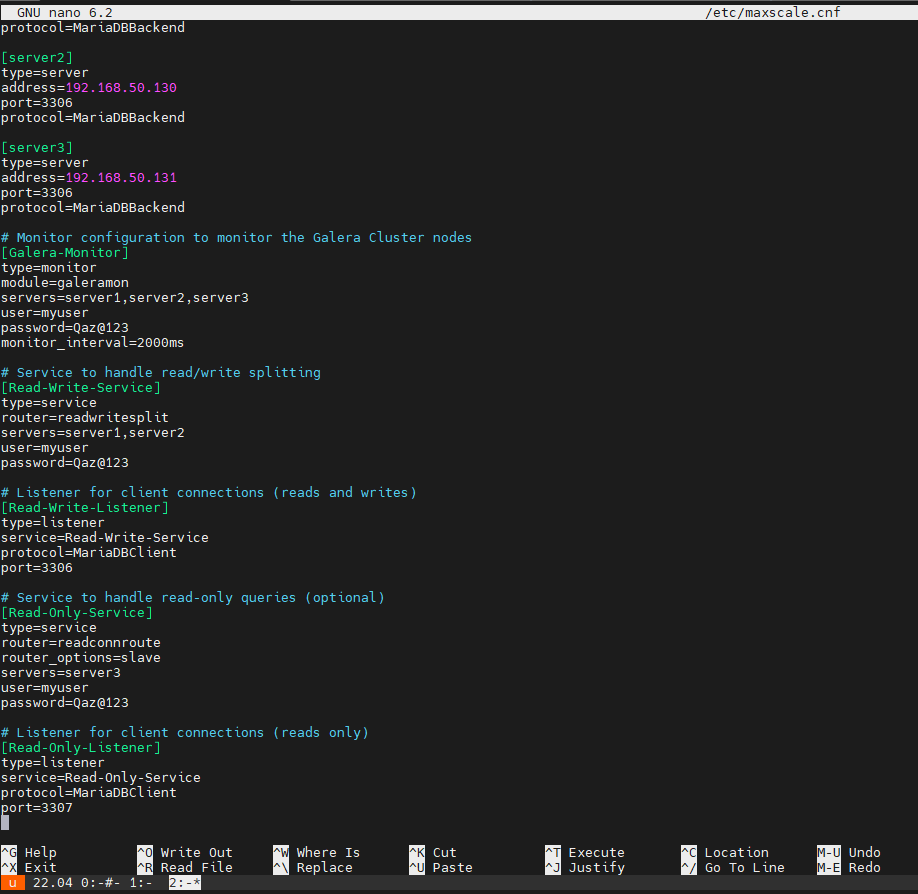 GNU nano 6.2 /etc/maxscale.cnf
protocol=MariaDBBackend
[server2]
type=server
address=192.168.50.130
port=3306
protocol=MariaDBBackend
[server3]
type=server
address=192.168.50.131
port=3306
protocol=MariaDBBackend
# Monitor configuration to monitor the Galera Cluster nodes
[Galera-Monitor]
type=monitor
module=galeramon
servers=server1,server2,server3
user=myuser
password=Qaz@123
monitor_interval=2000ms
# Service to handle read/write splitting
[Read-Write-Service]
type=service
router=readwritesplit
servers=server1,server2
user=myuser
password=Qaz@123
# Listener for client connections (reads and writes)
[Read-Write-Listener]
type=listener
service=Read-Write-Service
protocol=MariaDBClient
port=3306
# Service to handle read-only queries (optional)
[Read-Only-Service]
type=service
router=readconnroute
router_options=slave
servers=server3
user=myuser
password=Qaz@123
# Listener for client connections (reads only)
[Read-Only-Listener]
type=listener
service=Read-Only-Service
protocol=MariaDBClient
port=3307
^G Help ^O Write Out ^W Where Is ^K Cut ^T Execute ^C Location M-U Undo
^X Exit ^R Read File ^\ Replace ^U Paste ^J Justify ^/ Go To Line M-E Redo
u 22.04 0:-#- 1:- 2:-*